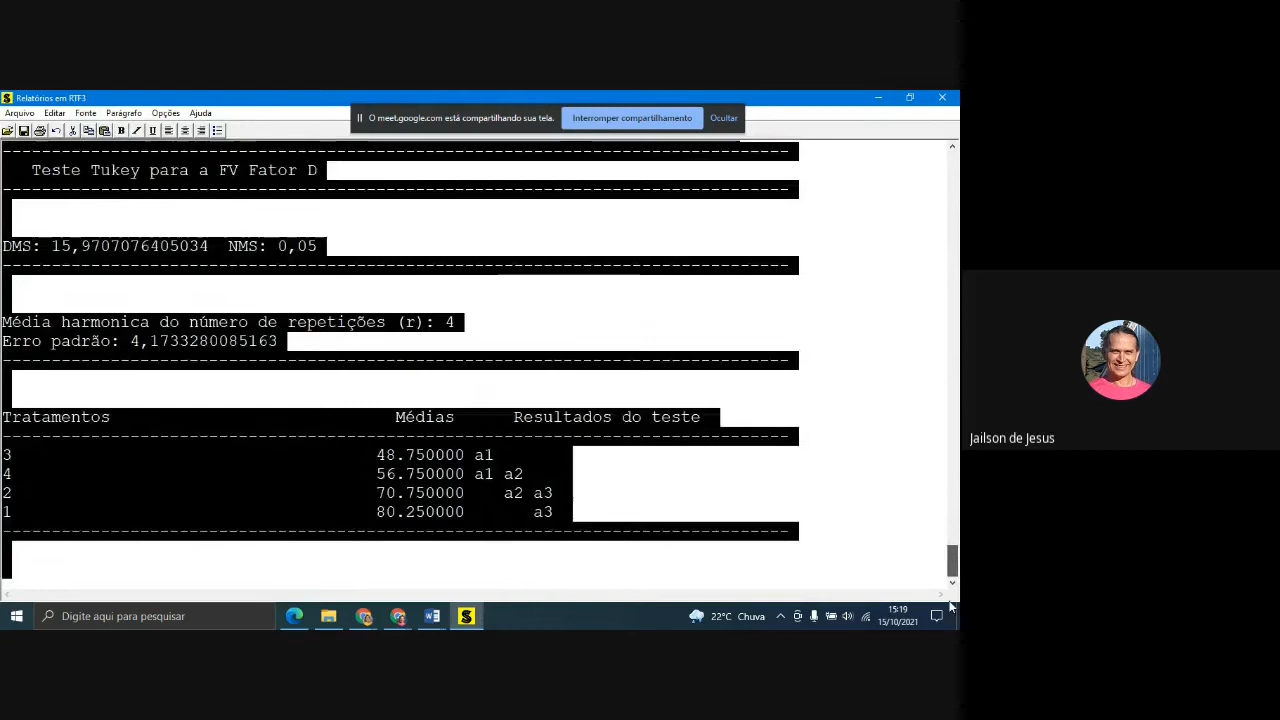 Relatórios em RTF3
Arquivo Editar Fonte Parágrafo Opções Ajuda
O meet.google.com está compartilhando sua tela. Interromper compartilhamento Ocultar
Teste Tukey para a FV Fator D
DMS: 15,9707076405034 NMS: 0,05
Média harmonica do número de repetições (r): 4
Erro padrão: 4,1733280085163
Tratamentos Médias Resultados do teste
3 48.750000 a1
4 56.750000 a1 a2
2 70.750000 a2 a3
1 80.250000 a3
Jailson de Jesus
Digite aqui para pesquisar
22°C Chuva
15:19
15/10/2021